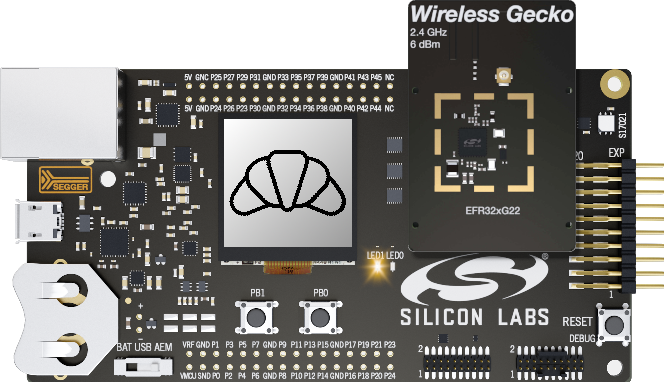 Wireless Gecko
2.4 GHz
6 dBm
5V GNC P25 P27 P29 P31 GND P33 P35 P37 P39 GND P41 P43 P45 NC
5V GND P24 P26 P28 P30 GND P32 P34 P36 P38 GND P40 P42 P44 NC
Si7021
20 EXP
SEGGER
EFR32xG22
LED1 LED0
PB1
PB0
1
SILICON LABS
®
RESET
DEBUG
BAT USB AEM
VRF GND P1 P3 P5 P7 GND P9 P11 P13 P15 GND P17 P19 P21 P23
VMCU GND P0 P2 P4 P6 GND P8 P10 P12 P14 GND P16 P18 P20 P24
2
1
2
1